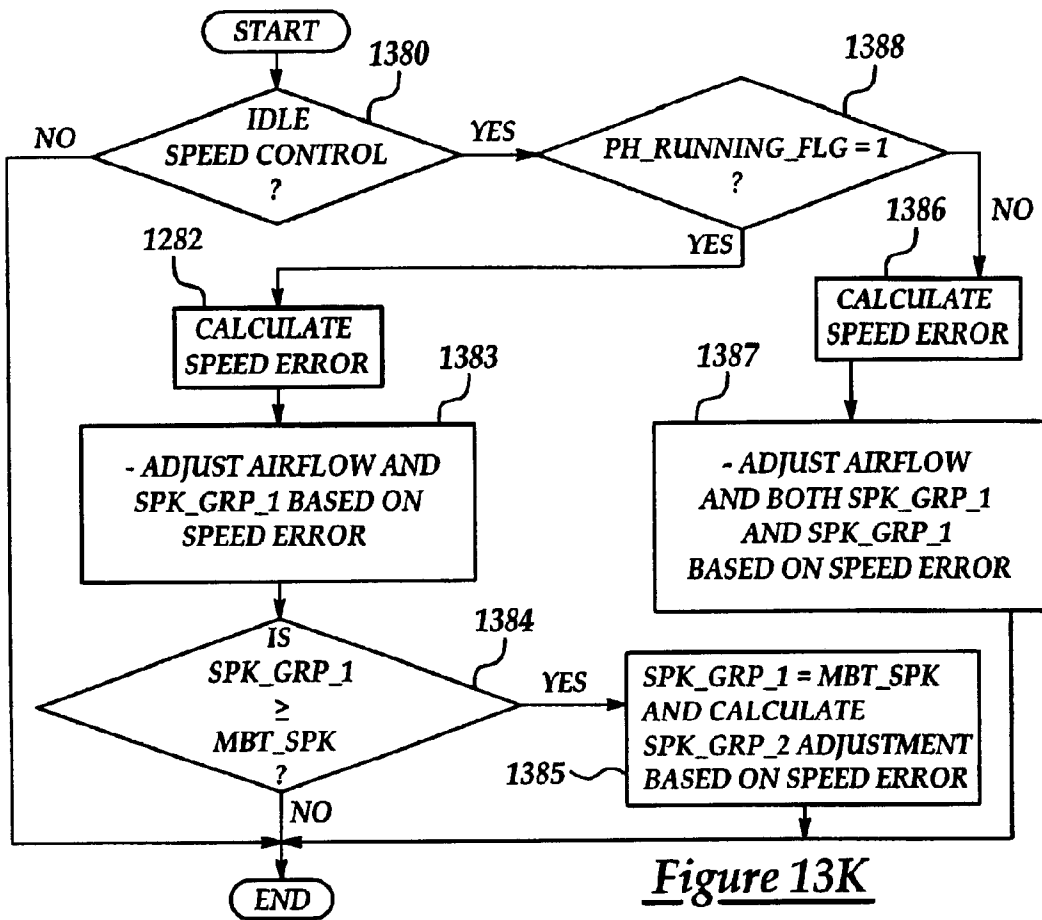 START
1380
IDLE
SPEED CONTROL
?
NO
YES
1388
PH_RUNNING_FLG = 1
?
YES
NO
1282
CALCULATE
SPEED ERROR
1386
CALCULATE
SPEED ERROR
1383
- ADJUST AIRFLOW AND
SPK_GRP_1 BASED ON
SPEED ERROR
1387
- ADJUST AIRFLOW
AND BOTH SPK_GRP_1
AND SPK_GRP_1
BASED ON SPEED ERROR
1384
IS
SPK_GRP_1
≥
MBT_SPK
?
YES
NO
SPK_GRP_1 = MBT_SPK
AND CALCULATE
SPK_GRP_2 ADJUSTMENT
BASED ON SPEED ERROR
1385
END
Figure 13K